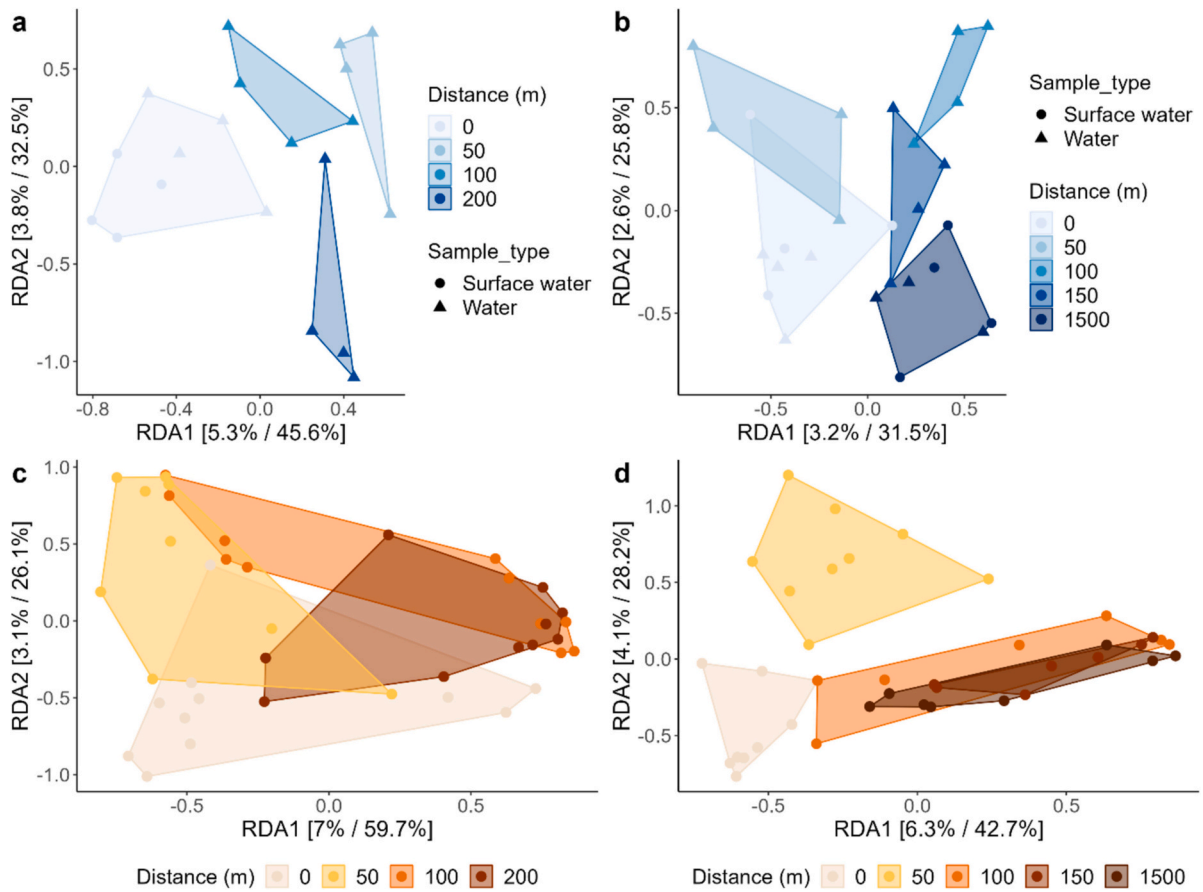 a
0.5
0.0
-0.5
-1.0
RDA2 [3.8% / 32.5%]
-0.8
-0.4
0.0
0.4
RDA1 [5.3% / 45.6%]
Distance (m)
0
50
100
200
Sample_type
Surface water
Water
b
0.5
0.0
-0.5
RDA2 [2.6% / 25.8%]
-0.5
0.0
0.5
RDA1 [3.2% / 31.5%]
Sample_type
Surface water
Water
Distance (m)
0
50
100
150
1500
c
1.0
0.5
0.0
-0.5
-1.0
RDA2 [3.1% / 26.1%]
-0.5
0.0
0.5
RDA1 [7% / 59.7%]
Distance (m) 0 50 100 200
d
1.0
0.5
0.0
-0.5
RDA2 [4.1% / 28.2%]
-0.5
0.0
0.5
RDA1 [6.3% / 42.7%]
Distance (m) 0 50 100 150 1500